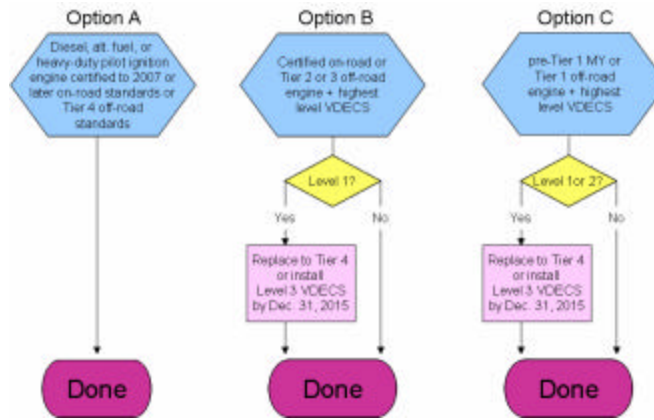 Option A
Diesel, alt. fuel, or
heavy-duty pilot ignition
engine certified to 2007 or
later on-road standards or
Tier 4 off-road
standards
Done
Option B
Certified on-road or
Tier 2 or 3 off-road
engine + highest
level VDECS
Level 1?
Yes
No
Replace to Tier 4
or install
Level 3 VDECS
by Dec. 31, 2015
Done
Option C
pre-Tier 1 MY or
Tier 1 off-road
engine + highest
level VDECS
Level 1or 2?
Yes
No
Replace to Tier 4
or install
Level 3 VDECS
by Dec. 31, 2015
Done